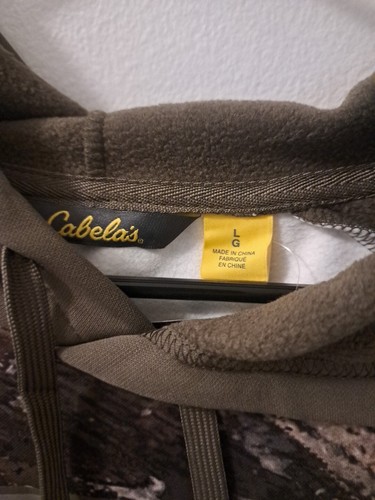 Cabela's
L
G
MADE IN CHINA
FABRIQUÉ
EN CHINE